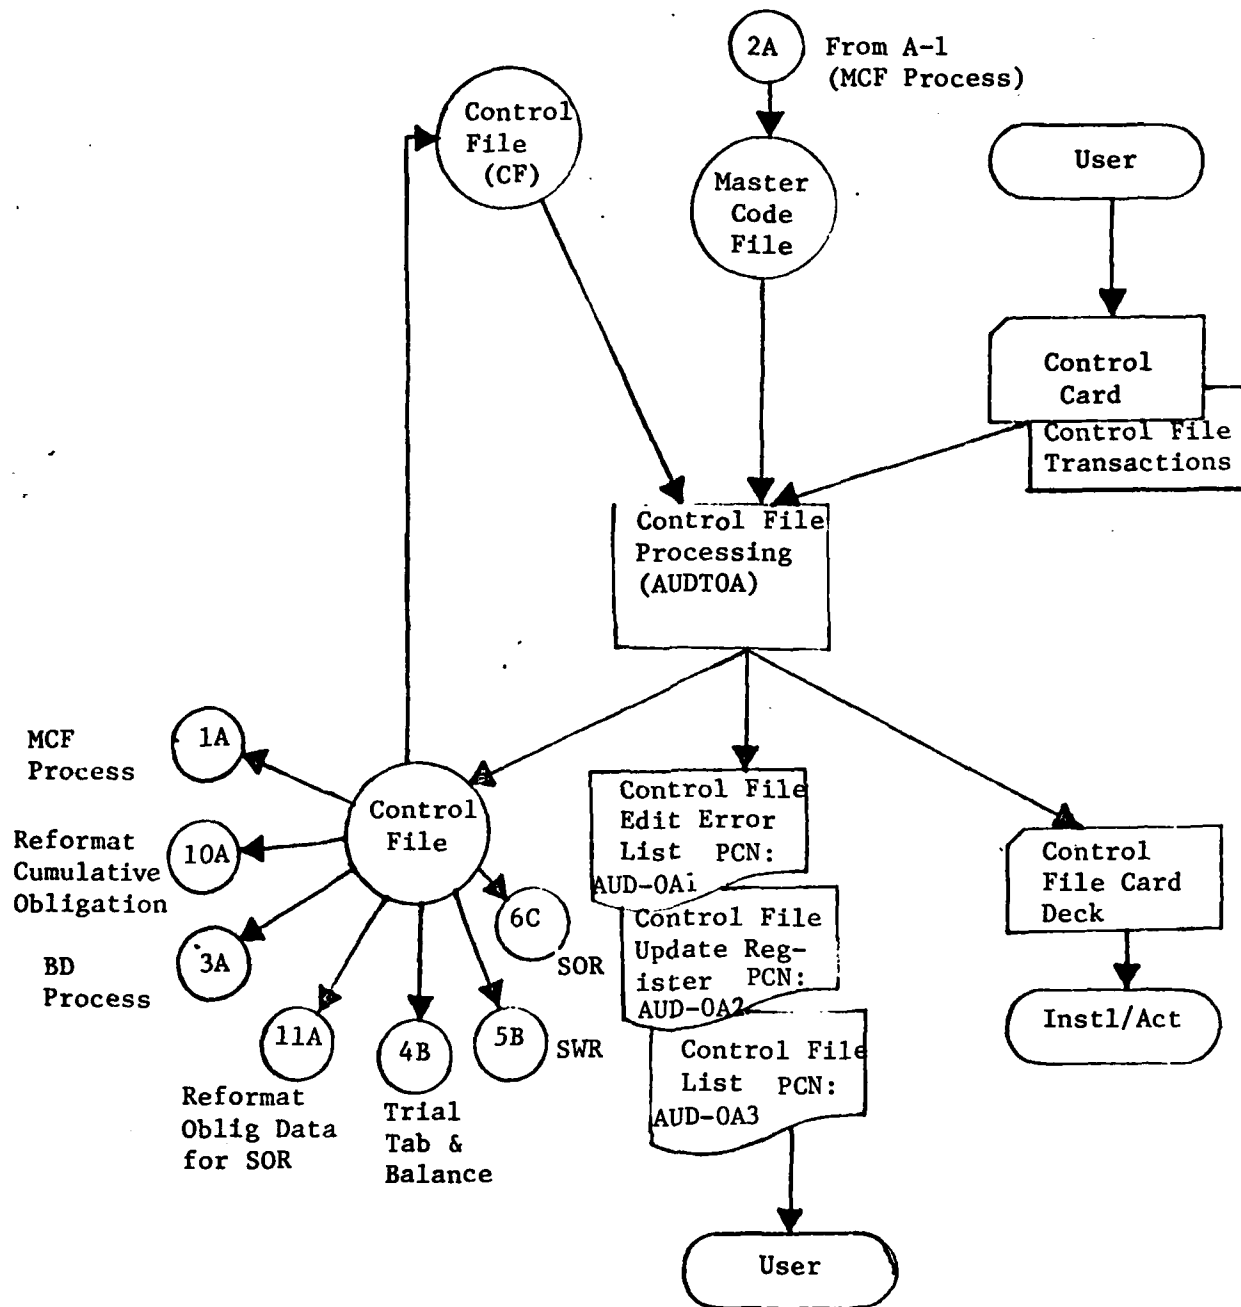 2A
From A-1
(MCF Process)
Control
File
(CF)
User
Master
Code
File
Control
Card
Control File
Transactions
Control File
Processing
(AUDTOA)
MCF
Process
1A
Reformat
Cumulative
Obligation
10A
BD
Process
3A
Control
File
6C
SOR
11A
Reformat
Oblig Data
for SOR
4B
Trial
Tab &
Balance
5B
SWR
Control File
Edit Error
List PCN:
AUD-0A1
Control File
Update Reg-
ister PCN:
AUD-0A2
Control File
List PCN:
AUD-0A3
User
Control
File Card
Deck
Instl/Act